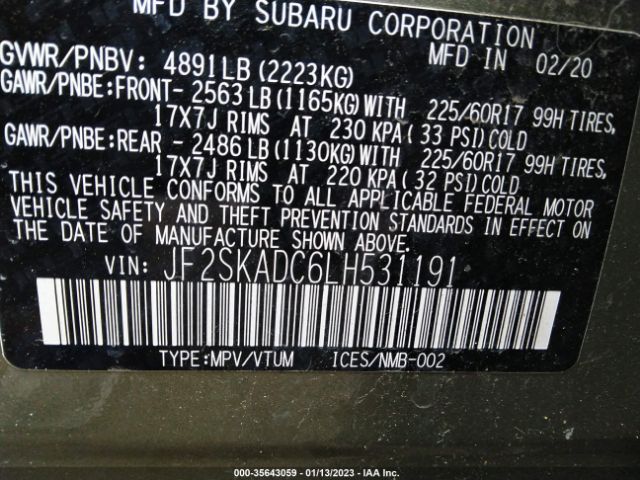 MFD BY SUBARU CORPORATION
GVWR/PNBV: 4891LB(2223KG) MFD IN 02/20
GAWR/PNBE:FRONT- 2563LB(1165KG)WITH 225/60R17 99H TIRES,
17X7J RIMS AT 230 KPA(33 PSI)COLD
GAWR/PNBE:REAR - 2486LB(1130KG)WITH 225/60R17 99H TIRES,
17X7J RIMS AT 220 KPA(32 PSI)COLD
THIS VEHICLE CONFORMS TO ALL APPLICABLE FEDERAL MOTOR
VEHICLE SAFETY AND THEFT PREVENTION STANDARDS IN EFFECT ON
THE DATE OF MANUFACTURE SHOWN ABOVE.
VIN: JF2SKADC6LH531191
TYPE:MPV/VTUM ICES/NMB-002
000-35643059 - 01/13/2023 - IAA Inc.